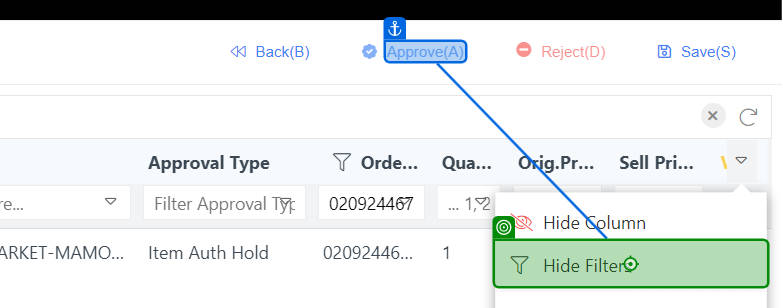 Back(B) Approve(A) Reject(D) Save(S)
Approval Type Orde... Qua... Orig.Pr... Sell Pri...
re... Filter Approval Typ 020924467 ... 1, 2
ARKET-MAMO... Item Auth Hold 02092446... 1
Hide Column
Hide Filters